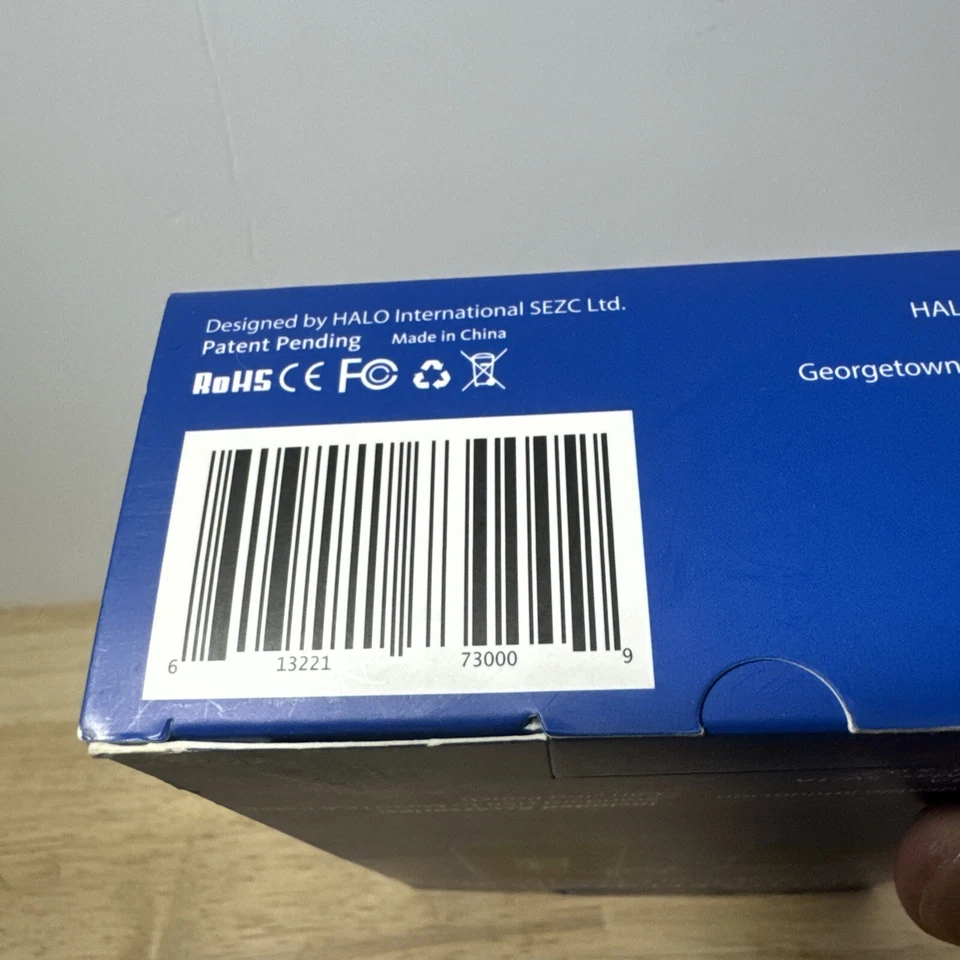 Designed by HALO International SEZC Ltd.
Patent Pending Made in China
RoHS CE FC
6 13221 73000 9
HAL
Georgetown